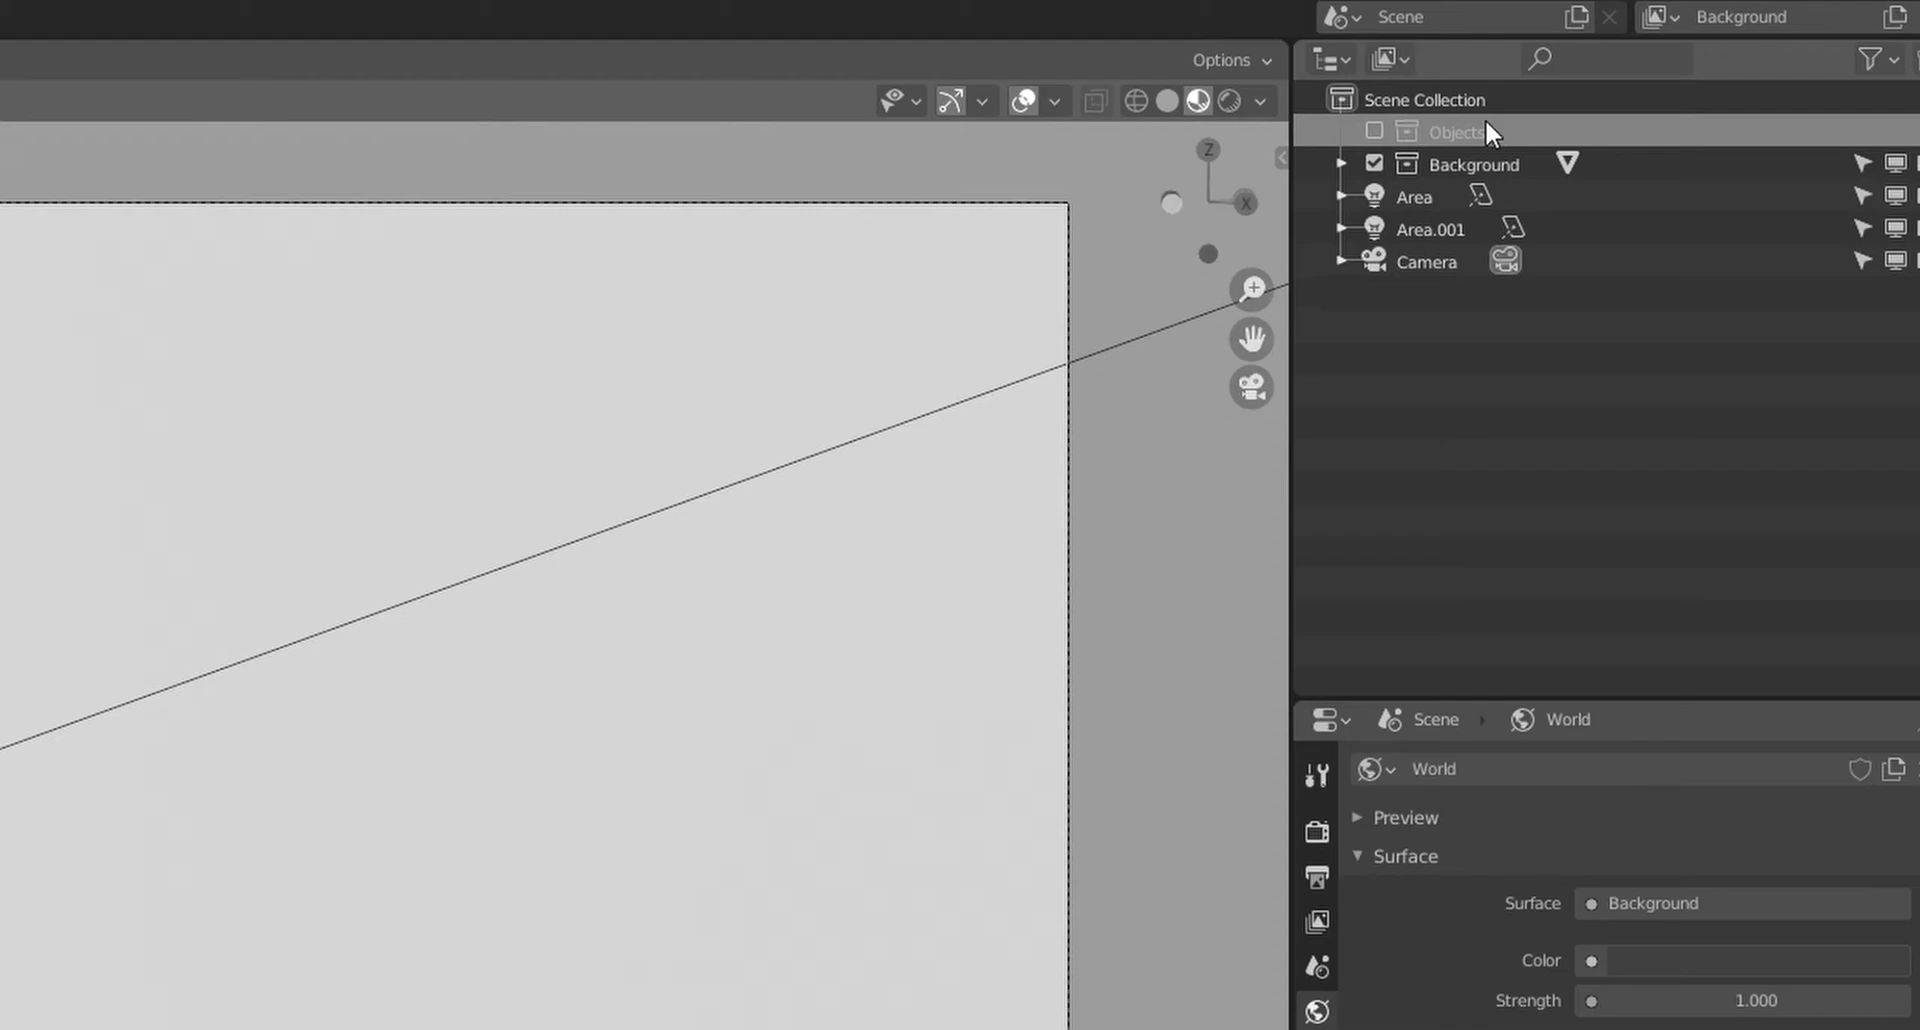 Scene
Background
Options
Scene Collection
Objects
Background
Area
Area.001
Camera
Z
X
Scene
World
World
Preview
Surface
Surface
Background
Color
Strength
1.000